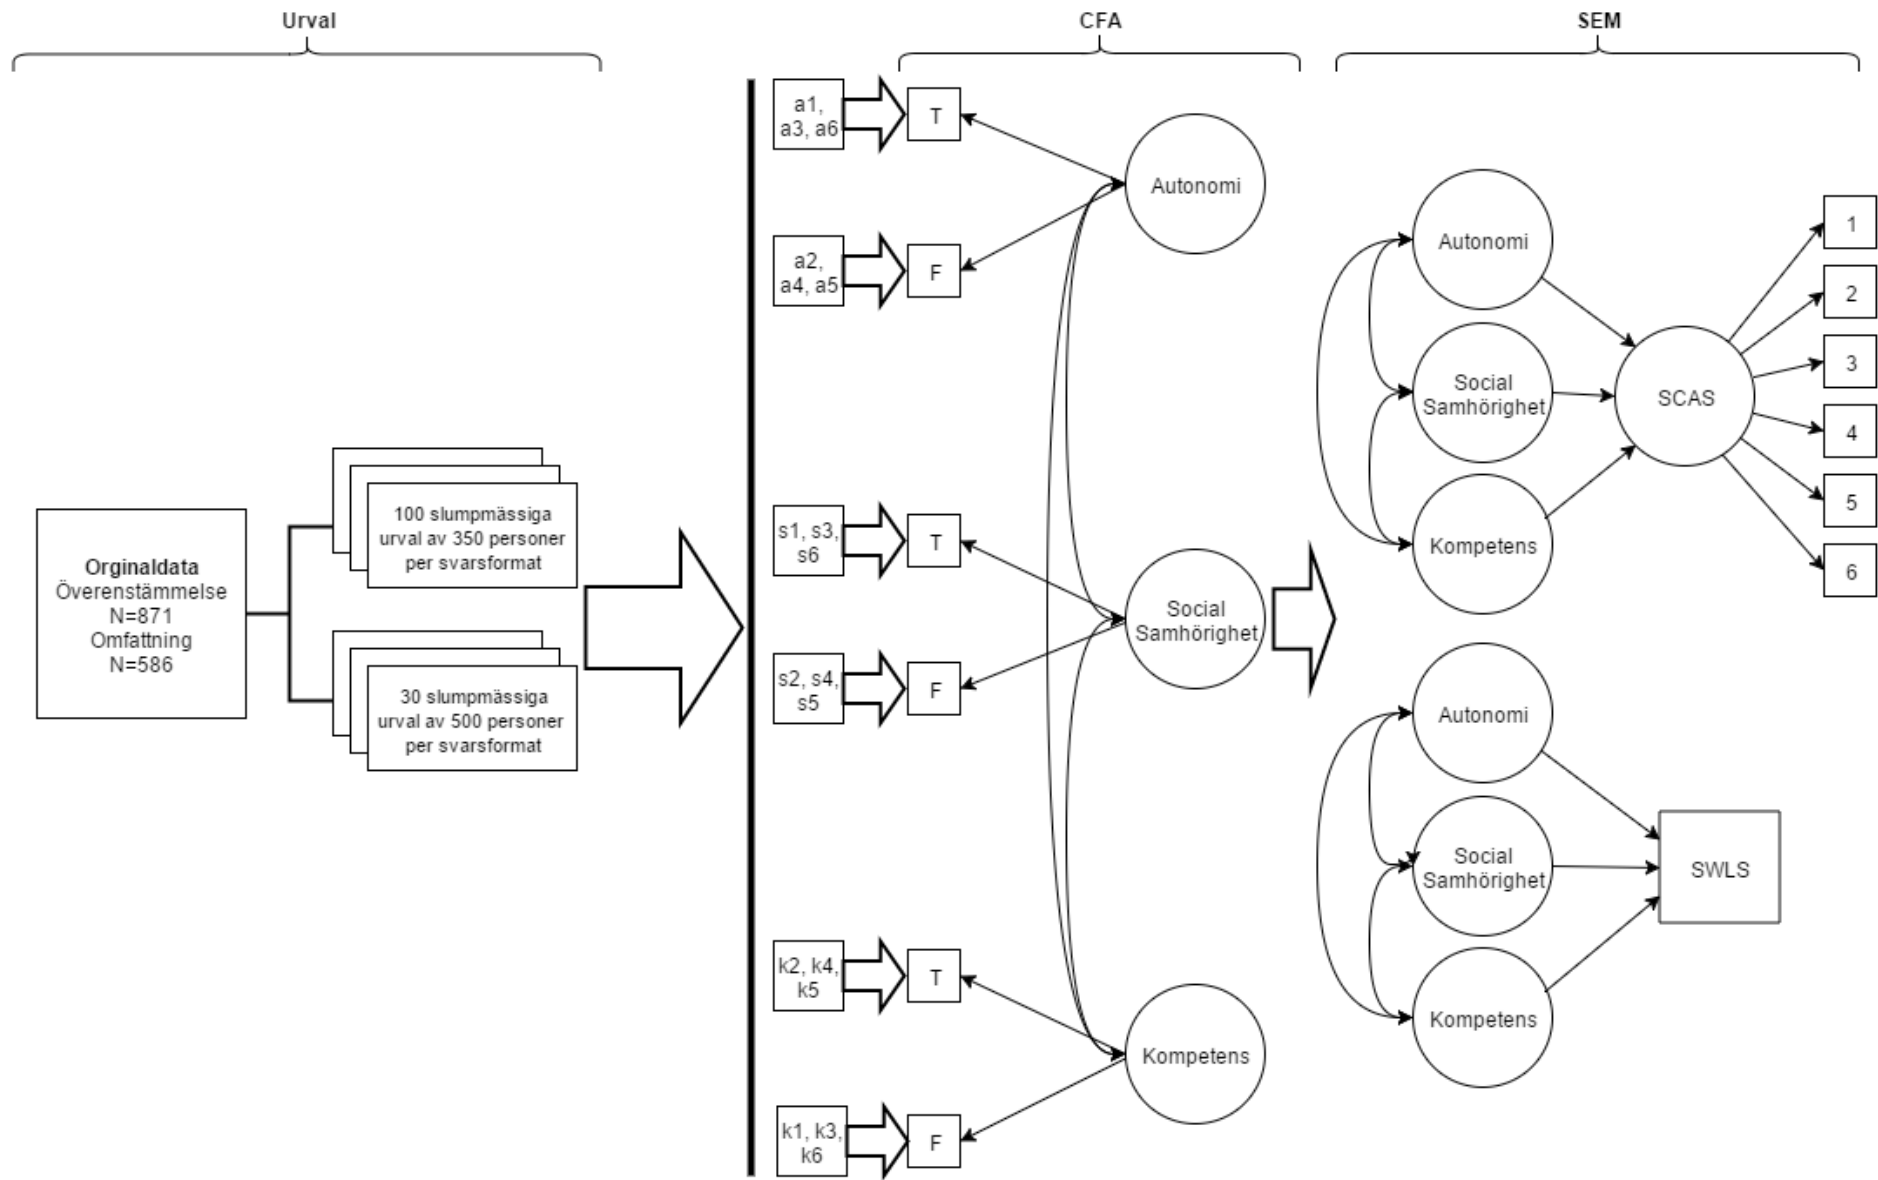 Urval
CFA
SEM
Orginaldata
Överenstämmelse
N=871
Omfattning
N=586
100 slumpmässiga
urval av 350 personer
per svarsformat
30 slumpmässiga
urval av 500 personer
per svarsformat
a1,
a3, a6
T
a2,
a4, a5
F
Autonomi
s1, s3,
s6
T
s2, s4,
s5
F
Social
Samhörighet
k2, k4,
k5
T
k1, k3,
k6
F
Kompetens
Autonomi
Social
Samhörighet
Kompetens
SCAS
1
2
3
4
5
6
Autonomi
Social
Samhörighet
Kompetens
SWLS